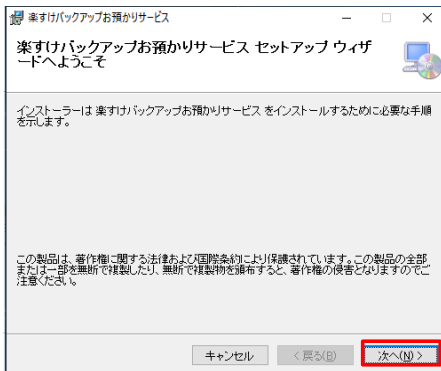 楽すけバックアップお預かりサービス
楽すけバックアップお預かりサービス セットアップ ウィザ
ードへようこそ
インストーラーは 楽すけバックアップお預かりサービス をインストールするために必要な手順
を示します。
この製品は、著作権に関する法律および国際条約により保護されています。この製品の全部
または一部を無断で複製したり、無断で複製物を頒布すると、著作権の侵害となりますのでご
注意ください。
キャンセル < 戻る(B) 次へ(N) >